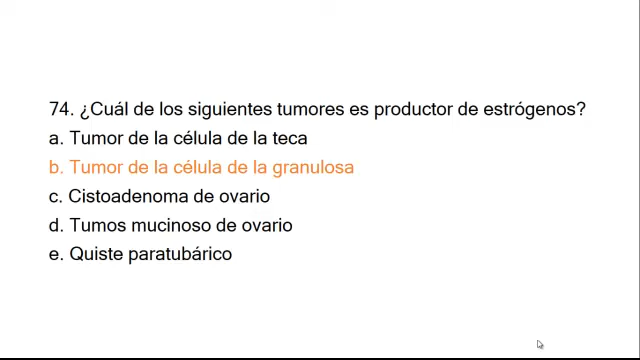 74. ¿Cuál de los siguientes tumores es productor de estrógenos?
a. Tumor de la célula de la teca
b. Tumor de la célula de la granulosa
c. Cistoadenoma de ovario
d. Tumos mucinoso de ovario
e. Quiste paratubárico